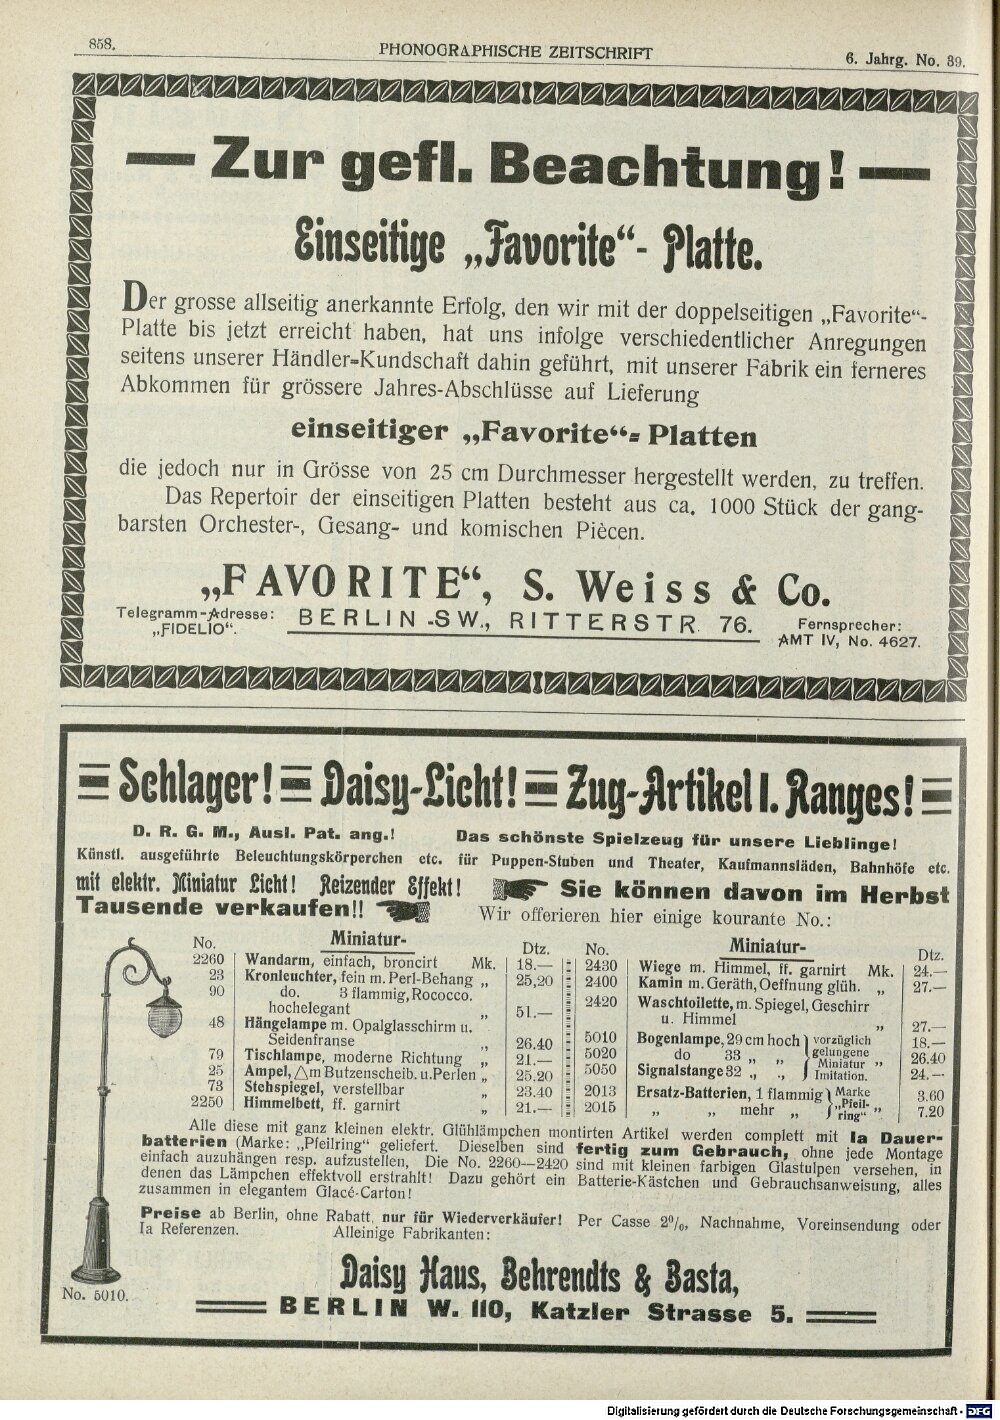 858.
PHONOGRAPHISCHE ZEITSCHRIFT
6. Jahrg. No. 39.
— Zur gefl. Beachtung! —
Einseitige „Favorite“- Platte.
Der grosse allseitig anerkannte Erfolg, den wir mit der doppelseitigen „Favorite“-
Platte bis jetzt erreicht haben, hat uns infolge verschiedentlicher Anregungen
seitens unserer Händler-Kundschaft dahin geführt, mit unserer Fabrik ein ferneres
Abkommen für grössere Jahres-Abschlüsse auf Lieferung
einseitiger „Favorite“-Platten
die jedoch nur in Grösse von 25 cm Durchmesser hergestellt werden, zu treffen.
Das Repertoir der einseitigen Platten besteht aus ca. 1000 Stück der gang-
barsten Orchester-, Gesang- und komischen Piècen.
„FAVORITE“, S. Weiss & Co.
Telegramm-Adresse:
„FIDELIO“.
BERLIN-SW., RITTERSTR. 76.
Fernsprecher:
AMT IV, No. 4627.
Schlager! Daisy-Licht! Zug-Artikel I. Ranges!
D. R. G. M., Ausl. Pat. ang.! Das schönste Spielzeug für unsere Lieblinge!
Künstl. ausgeführte Beleuchtungskörperchen etc. für Puppen-Stuben und Theater, Kaufmannsläden, Bahnhöfe etc.
mit elektr. Miniatur Licht! Reizender Effekt! Sie können davon im Herbst
Tausende verkaufen!! Wir offerieren hier einige kourante No.:
No. Miniatur- Dtz.
2260 Wandarm, einfach, broncirt Mk. 18.—
23 Kronleuchter, fein m. Perl-Behang „ 25,20
90 do. 3 flammig, Rococco.
hochelegant „ 51.—
48 Hängelampe m. Opalglasschirm u.
Seidenfranse „ 26.40
79 Tischlampe, moderne Richtung „ 21.—
25 Ampel, △m Butzenscheib. u. Perlen „ 25.20
73 Stehspiegel, verstellbar „ 23.40
2250 Himmelbett, ff. garnirt „ 21.—
No. Miniatur- Dtz.
2430 Wiege m. Himmel, ff. garnirt Mk. 24.—
2400 Kamin m. Geräth, Oeffnung glüh. „ 27.—
2420 Waschtoilette, m. Spiegel, Geschirr
u. Himmel „ 27.—
5010 Bogenlampe, 29 cm hoch vorzüglich 18.—
5020 do 33 „ „ gelungene Miniatur „ 26.40
5050 Signalstange 32 „ „ Imitation. 24.—
2013 Ersatz-Batterien, 1 flammig Marke 3.60
2015 „ „ mehr „ „Pfeil-ring“ „ 7.20
Alle diese mit ganz kleinen elektr. Glühlämpchen montirten Artikel werden complett mit Ia Dauer-
batterien (Marke: „Pfeilring“ geliefert. Dieselben sind fertig zum Gebrauch, ohne jede Montage
einfach anzuhängen resp. aufzustellen, Die No. 2260—2420 sind mit kleinen farbigen Glastulpen versehen, in
denen das Lämpchen effektvoll erstrahlt! Dazu gehört ein Batterie-Kästchen und Gebrauchsanweisung, alles
zusammen in elegantem Glacé-Carton!
Preise ab Berlin, ohne Rabatt, nur für Wiederverkäufer! Per Casse 2%, Nachnahme, Voreinsendung oder
Ia Referenzen. Alleinige Fabrikanten:
Daisy Haus, Behrendts & Basta,
BERLIN W. 110, Katzler Strasse 5.
No. 5010.
Digitalisierung gefördert durch die Deutsche Forschungsgemeinschaft - DFG